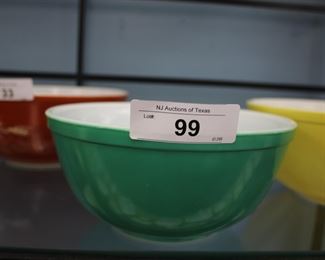 33
NJ Auctions of Texas
Lot#:
99